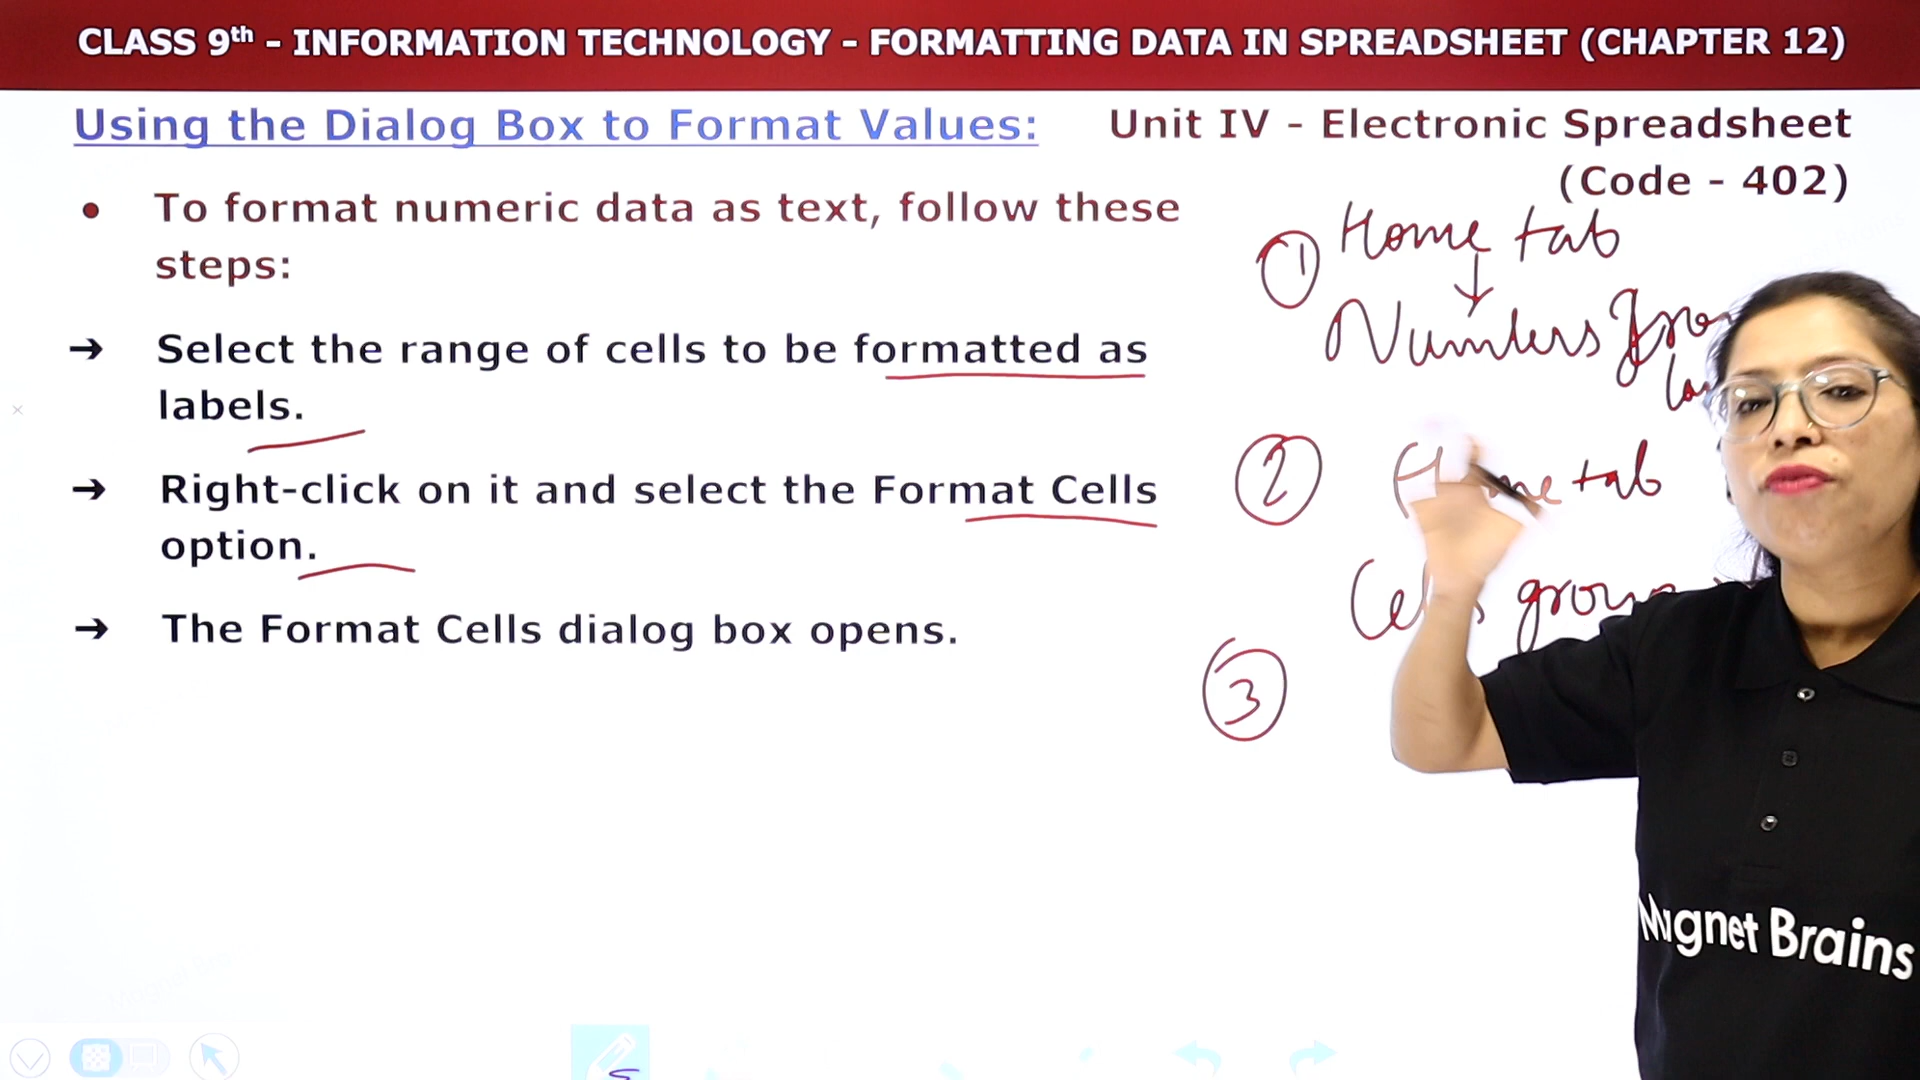 CLASS 9th - INFORMATION TECHNOLOGY - FORMATTING DATA IN SPREADSHEET (CHAPTER 12)
Using the Dialog Box to Format Values:
Unit IV - Electronic Spreadsheet
(Code - 402)
• To format numeric data as text, follow these
steps:
➔ Select the range of cells to be formatted as
labels.
➔ Right-click on it and select the Format Cells
option.
➔ The Format Cells dialog box opens.
1 Home tab
↓
Numbers
2 tab
group
3
Magnet Brains